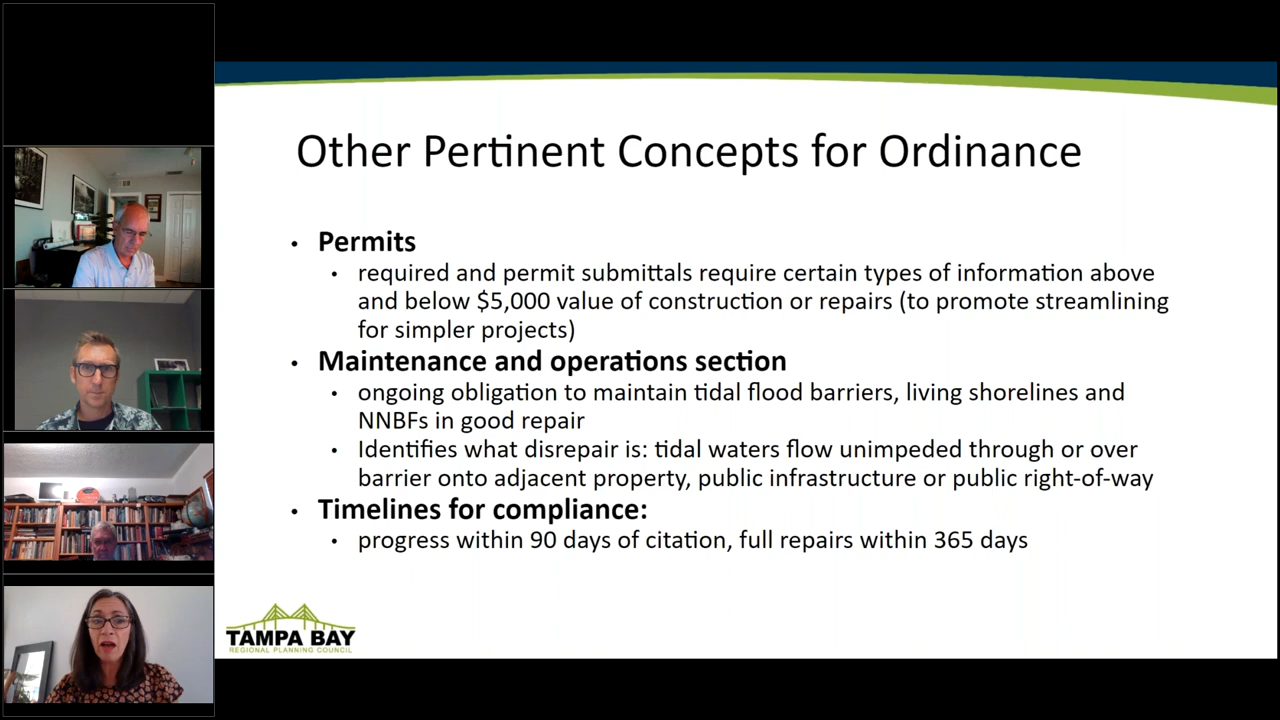 Other Pertinent Concepts for Ordinance
• Permits
• required and permit submittals require certain types of information above
and below $5,000 value of construction or repairs (to promote streamlining
for simpler projects)
• Maintenance and operations section
• ongoing obligation to maintain tidal flood barriers, living shorelines and
NNBFs in good repair
• Identifies what disrepair is: tidal waters flow unimpeded through or over
barrier onto adjacent property, public infrastructure or public right-of-way
• Timelines for compliance:
• progress within 90 days of citation, full repairs within 365 days
TAMPA BAY
REGIONAL PLANNING COUNCIL